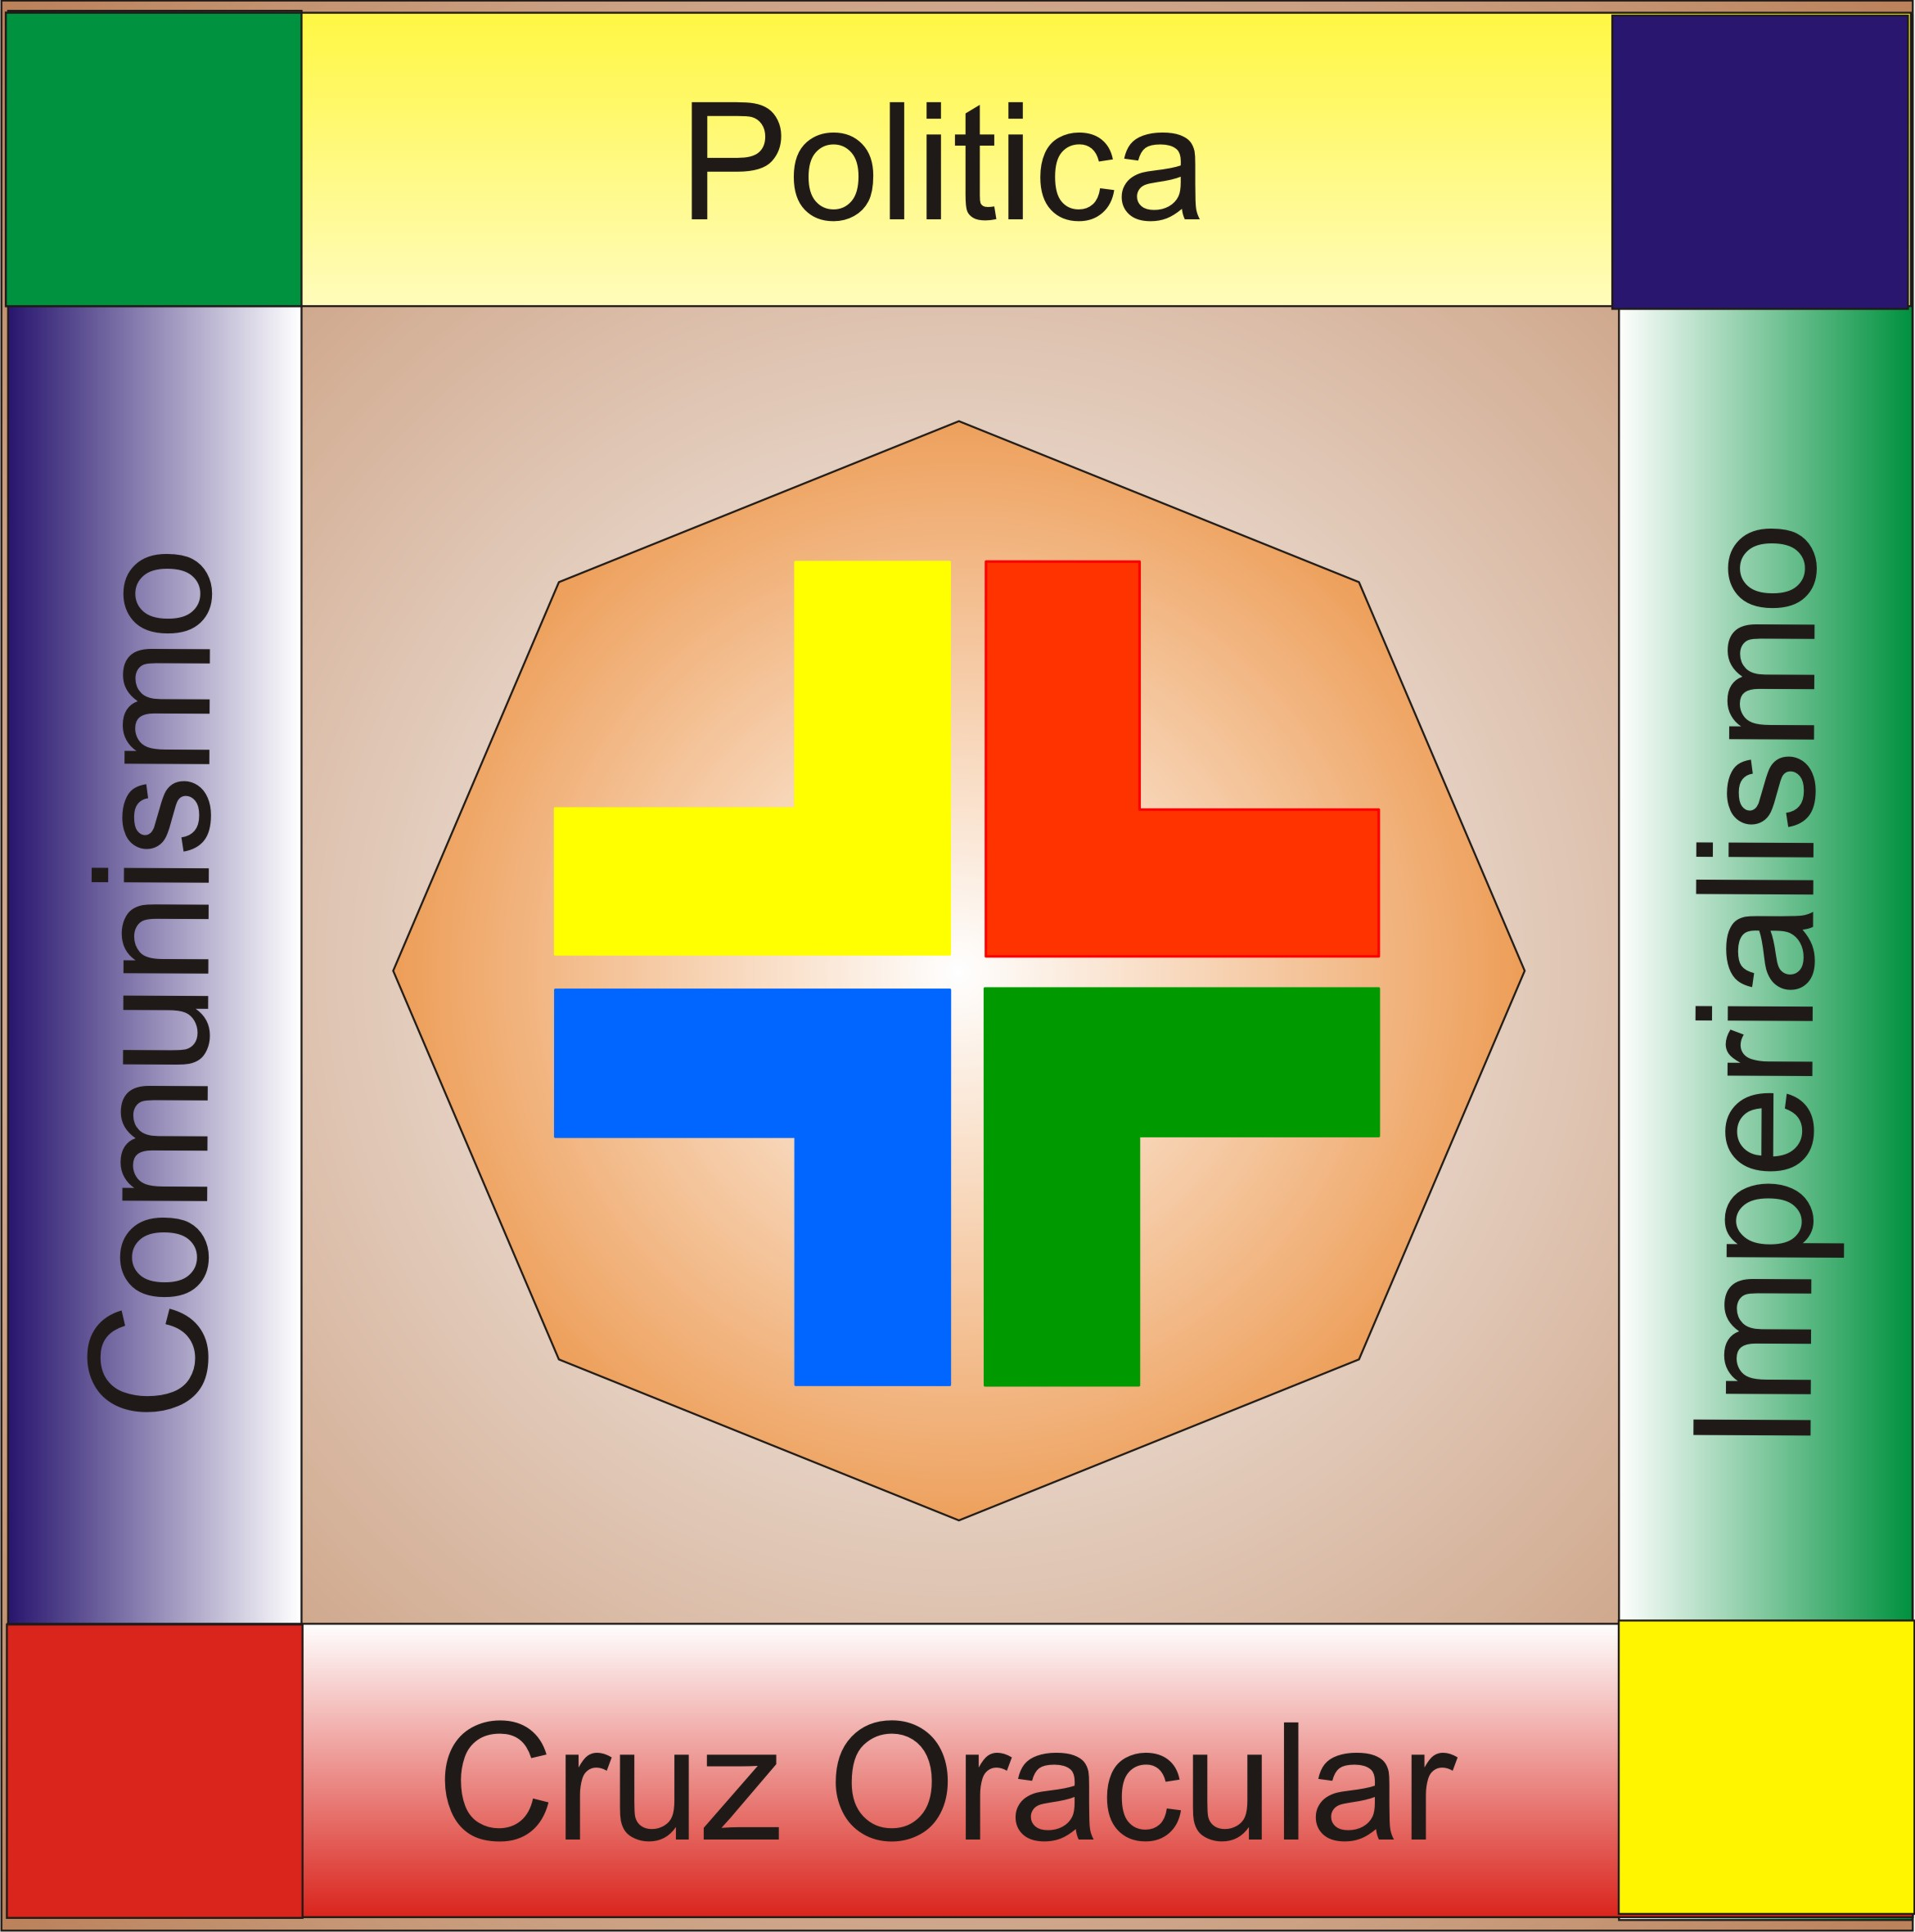 Politica
Comunismo
Imperialismo
Cruz Oracular